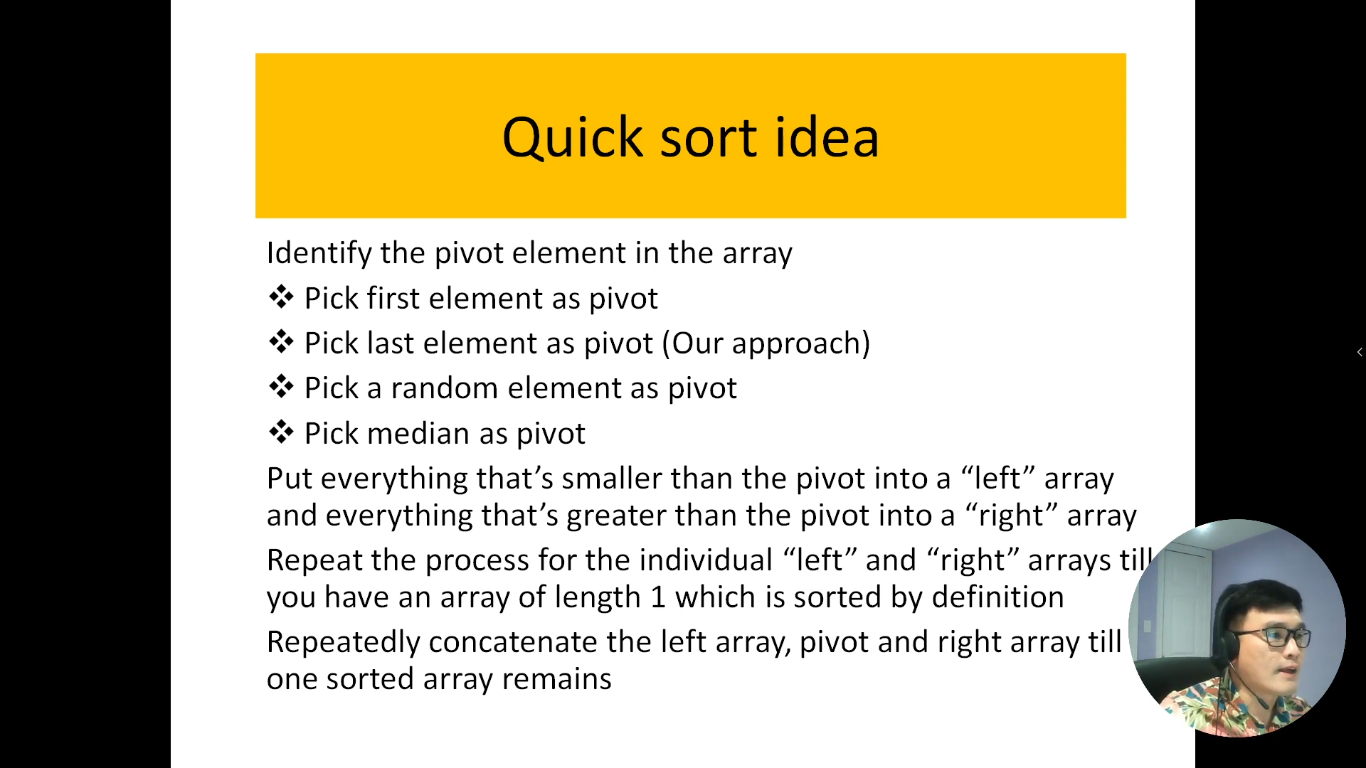 Quick sort idea
Identify the pivot element in the array
❖ Pick first element as pivot
❖ Pick last element as pivot (Our approach)
❖ Pick a random element as pivot
❖ Pick median as pivot
Put everything that’s smaller than the pivot into a “left” array
and everything that’s greater than the pivot into a “right” array
Repeat the process for the individual “left” and “right” arrays till
you have an array of length 1 which is sorted by definition
Repeatedly concatenate the left array, pivot and right array till
one sorted array remains